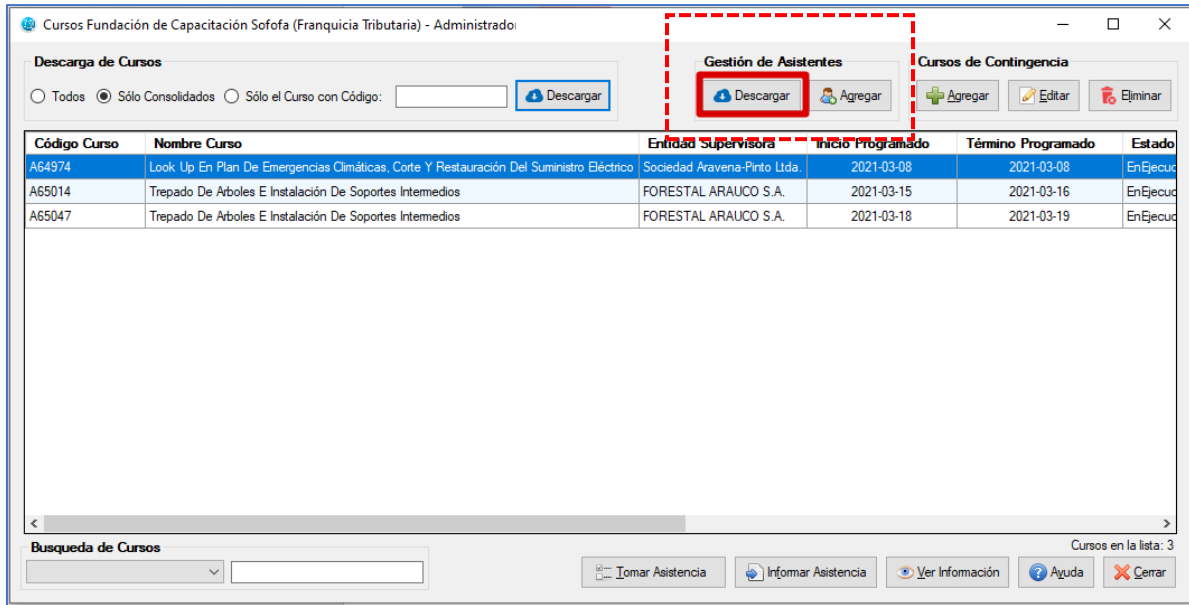 Cursos Fundación de Capacitación Sofofa (Franquicia Tributaria) - Administrador
Descarga de Cursos Gestión de Asistentes Cursos de Contingencia
Todos Sólo Consolidados Sólo el Curso con Código: Descargar Descargar Agregar Agregar Editar Eliminar
Código Curso Nombre Curso Entidad Supervisora Inicio Programado Término Programado Estado
A64974 Look Up En Plan De Emergencias Climáticas, Corte Y Restauración Del Suministro Eléctrico Sociedad Aravena-Pinto Ltda. 2021-03-08 2021-03-08 EnEjecuc
A65014 Trepado De Arboles E Instalación De Soportes Intermedios FORESTAL ARAUCO S.A. 2021-03-15 2021-03-16 EnEjecuc
A65047 Trepado De Arboles E Instalación De Soportes Intermedios FORESTAL ARAUCO S.A. 2021-03-18 2021-03-19 EnEjecuc
Cursos en la lista: 3
Busqueda de Cursos
Tomar Asistencia Informar Asistencia Ver Información Ayuda Cerrar